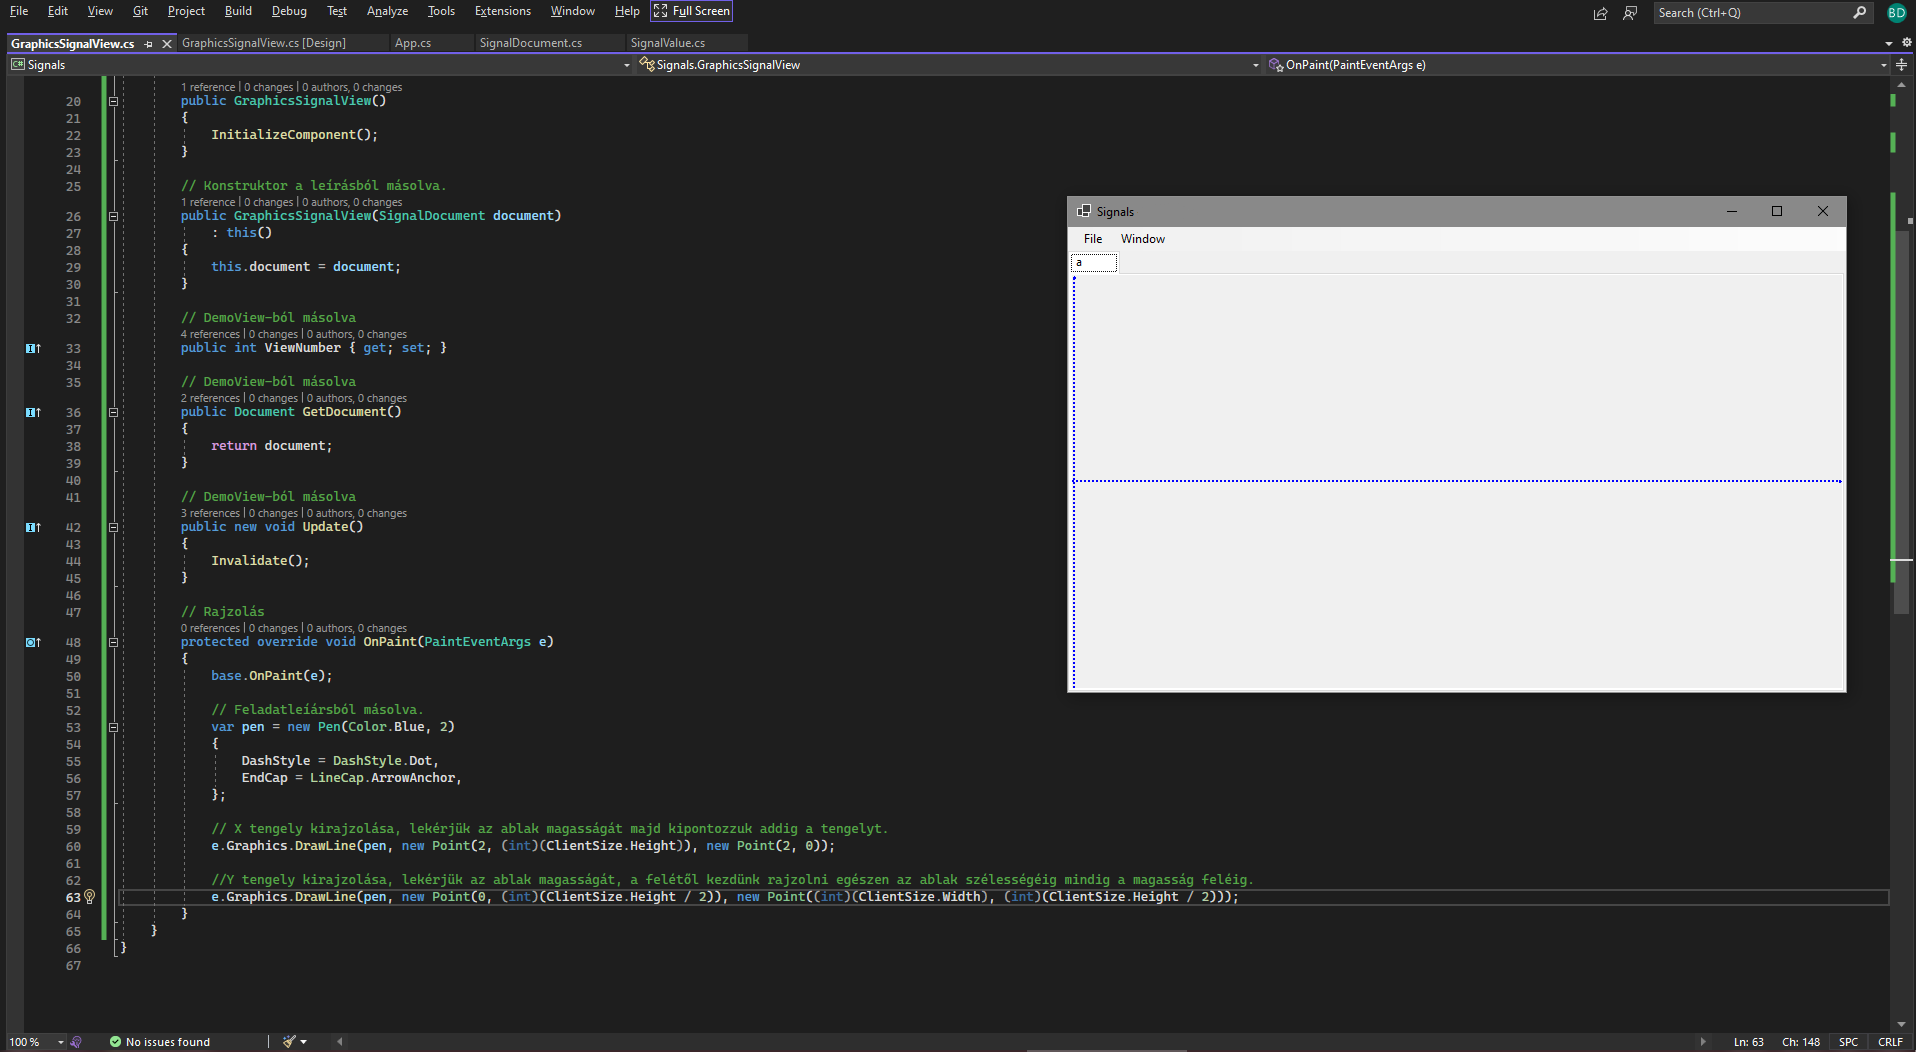 File Edit View Git Project Build Debug Test Analyze Tools Extensions Window Help Full Screen Search (Ctrl+Q) BD
GraphicsSignalView.cs GraphicsSignalView.cs [Design] App.cs SignalDocument.cs SignalValue.cs
C# Signals Signals.GraphicsSignalView OnPaint(PaintEventArgs e)
1 reference | 0 changes | 0 authors, 0 changes
20 public GraphicsSignalView()
21 {
22 InitializeComponent();
23 }
24
25 // Konstruktor a leírásból másolva.
1 reference | 0 changes | 0 authors, 0 changes
26 public GraphicsSignalView(SignalDocument document)
27 : this()
28 {
29 this.document = document;
30 }
31
32 // DemoView-ból másolva
4 references | 0 changes | 0 authors, 0 changes
33 public int ViewNumber { get; set; }
34
35 // DemoView-ból másolva
2 references | 0 changes | 0 authors, 0 changes
36 public Document GetDocument()
37 {
38 return document;
39 }
40
41 // DemoView-ból másolva
3 references | 0 changes | 0 authors, 0 changes
42 public new void Update()
43 {
44 Invalidate();
45 }
46
47 // Rajzolás
0 references | 0 changes | 0 authors, 0 changes
48 protected override void OnPaint(PaintEventArgs e)
49 {
50 base.OnPaint(e);
51
52 // Feladatleíársból másolva.
53 var pen = new Pen(Color.Blue, 2)
54 {
55 DashStyle = DashStyle.Dot,
56 EndCap = LineCap.ArrowAnchor,
57 };
58
59 // X tengely kirajzolása, lekérjük az ablak magasságát majd kipontozzuk addig a tengelyt.
60 e.Graphics.DrawLine(pen, new Point(2, (int)(ClientSize.Height)), new Point(2, 0));
61
62 //Y tengely kirajzolása, lekérjük az ablak magasságát, a felétől kezdünk rajzolni egészen az ablak szélességéig mindig a magasság feléig.
63 e.Graphics.DrawLine(pen, new Point(0, (int)(ClientSize.Height / 2)), new Point((int)(ClientSize.Width), (int)(ClientSize.Height / 2)));
64 }
65 }
66 }
67
Signals
File Window
a
100 % No issues found Ln: 63 Ch: 148 SPC CRLF